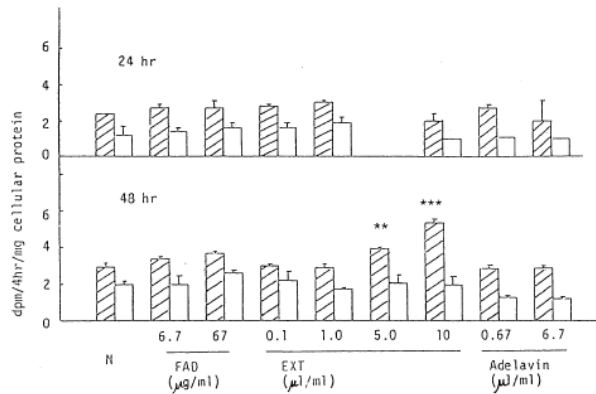 dpm/4hr/mg cellular protein
6
4
2
0
24 hr
6
4
2
0
48 hr
**
***
N
6.7 67 0.1 1.0 5.0 10 0.67 6.7
FAD EXT Adelavin
(μg/ml) (μl/ml) (μl/ml)